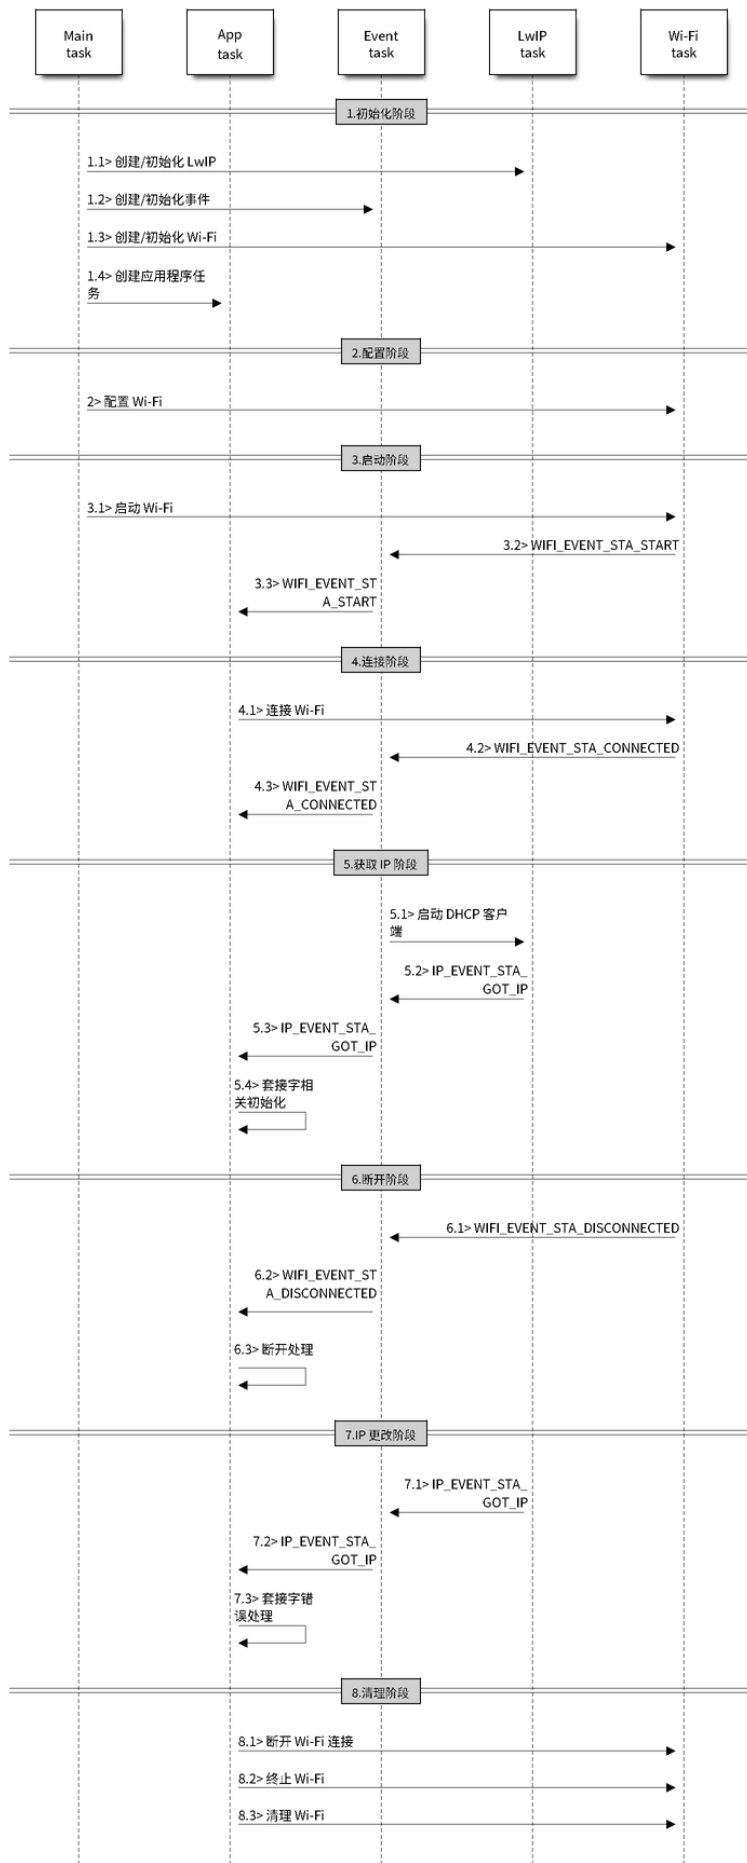 Main
task
App
task
Event
task
LwIP
task
Wi-Fi
task
1.初始化阶段
1.1> 创建/初始化 LwIP
1.2> 创建/初始化事件
1.3> 创建/初始化 Wi-Fi
1.4> 创建应用程序任
务
2.配置阶段
2> 配置 Wi-Fi
3.启动阶段
3.1> 启动 Wi-Fi
3.2> WIFI_EVENT_STA_START
3.3> WIFI_EVENT_ST
A_START
4.连接阶段
4.1> 连接 Wi-Fi
4.2> WIFI_EVENT_STA_CONNECTED
4.3> WIFI_EVENT_ST
A_CONNECTED
5.获取 IP 阶段
5.1> 启动 DHCP 客户
端
5.2> IP_EVENT_STA_
GOT_IP
5.3> IP_EVENT_STA_
GOT_IP
5.4> 套接字相
关初始化
6.断开阶段
6.1> WIFI_EVENT_STA_DISCONNECTED
6.2> WIFI_EVENT_ST
A_DISCONNECTED
6.3> 断开处理
7.IP 更改阶段
7.1> IP_EVENT_STA_
GOT_IP
7.2> IP_EVENT_STA_
GOT_IP
7.3> 套接字错
误处理
8.清理阶段
8.1> 断开 Wi-Fi 连接
8.2> 终止 Wi-Fi
8.3> 清理 Wi-Fi